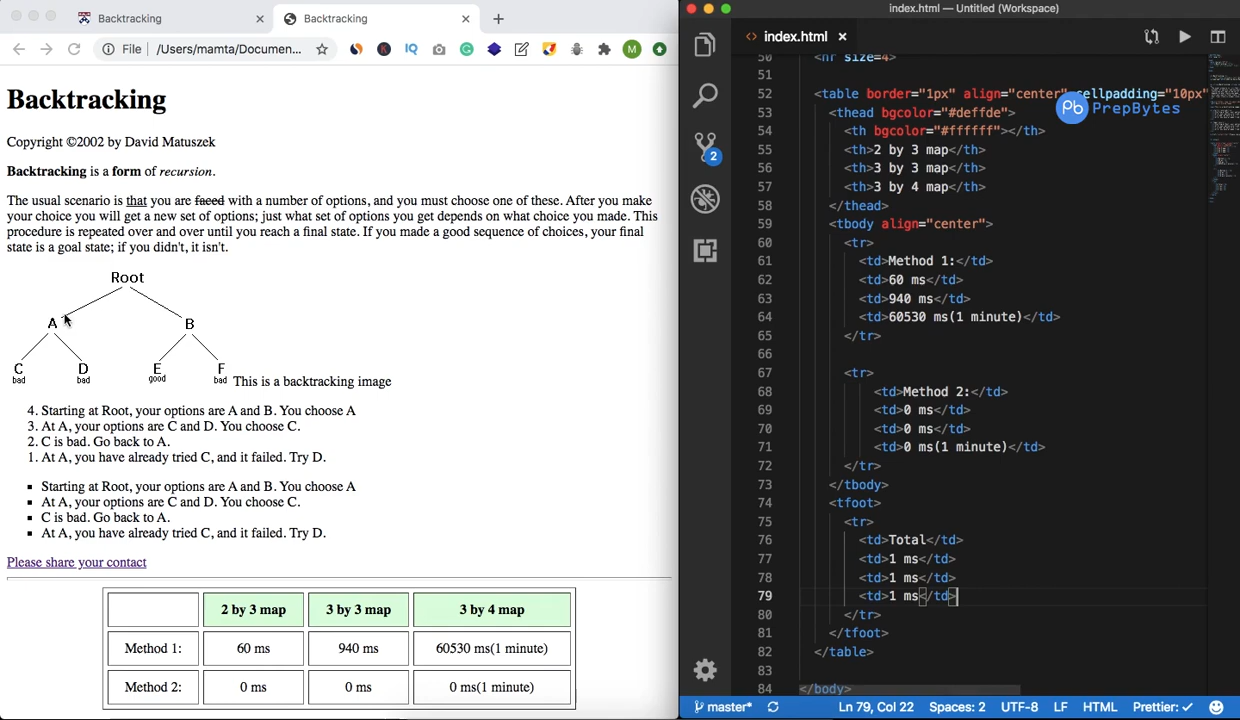 Backtracking
Backtracking
File
/Users/mamta/Documen...
IQ
M
Backtracking
Copyright ©2002 by David Matuszek
Backtracking is a form of recursion.
The usual scenario is that you are faced with a number of options, and you must choose one of these. After you make
your choice you will get a new set of options; just what set of options you get depends on what choice you made. This
procedure is repeated over and over until you reach a final state. If you made a good sequence of choices, your final
state is a goal state; if you didn't, it isn't.
Root
A B
C D E F
bad bad good bad
This is a backtracking image
4. Starting at Root, your options are A and B. You choose A
3. At A, your options are C and D. You choose C.
2. C is bad. Go back to A.
1. At A, you have already tried C, and it failed. Try D.
Starting at Root, your options are A and B. You choose A
At A, your options are C and D. You choose C.
C is bad. Go back to A.
At A, you have already tried C, and it failed. Try D.
Please share your contact
2 by 3 map 3 by 3 map 3 by 4 map
Method 1: 60 ms 940 ms 60530 ms(1 minute)
Method 2: 0 ms 0 ms 0 ms(1 minute)
index.html — Untitled (Workspace)
<> index.html
50 <hr size=4>
51
52 <table border="1px" align="center" cellpadding="10px"
53 <thead bgcolor="#deffde">
54 <th bgcolor="#ffffff"></th>
55 <th>2 by 3 map</th>
56 <th>3 by 3 map</th>
57 <th>3 by 4 map</th>
58 </thead>
59 <tbody align="center">
60 <tr>
61 <td>Method 1:</td>
62 <td>60 ms</td>
63 <td>940 ms</td>
64 <td>60530 ms(1 minute)</td>
65 </tr>
66
67 <tr>
68 <td>Method 2:</td>
69 <td>0 ms</td>
70 <td>0 ms</td>
71 <td>0 ms(1 minute)</td>
72 </tr>
73 </tbody>
74 <tfoot>
75 <tr>
76 <td>Total</td>
77 <td>1 ms</td>
78 <td>1 ms</td>
79 <td>1 ms</td>
80 </tr>
81 </tfoot>
82 </table>
83
84 </body>
Pb PrepBytes
2
master* Ln 79, Col 22 Spaces: 2 UTF-8 LF HTML Prettier: ✓